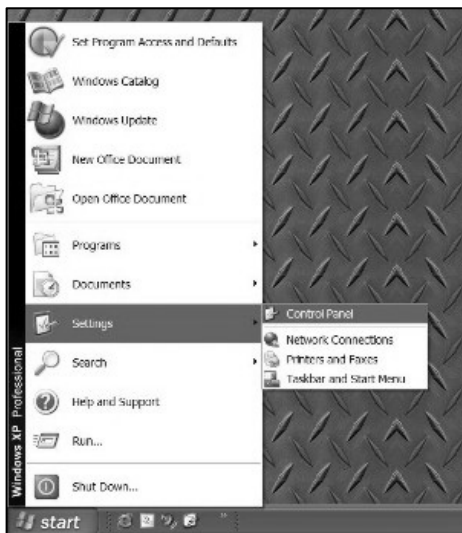 Set Program Access and Defaults
Windows Catalog
Windows Update
New Office Document
Open Office Document
Programs
Documents
Settings
Control Panel
Network Connections
Printers and Faxes
Taskbar and Start Menu
Search
Help and Support
Run...
Shut Down...
Windows XP Professional
start